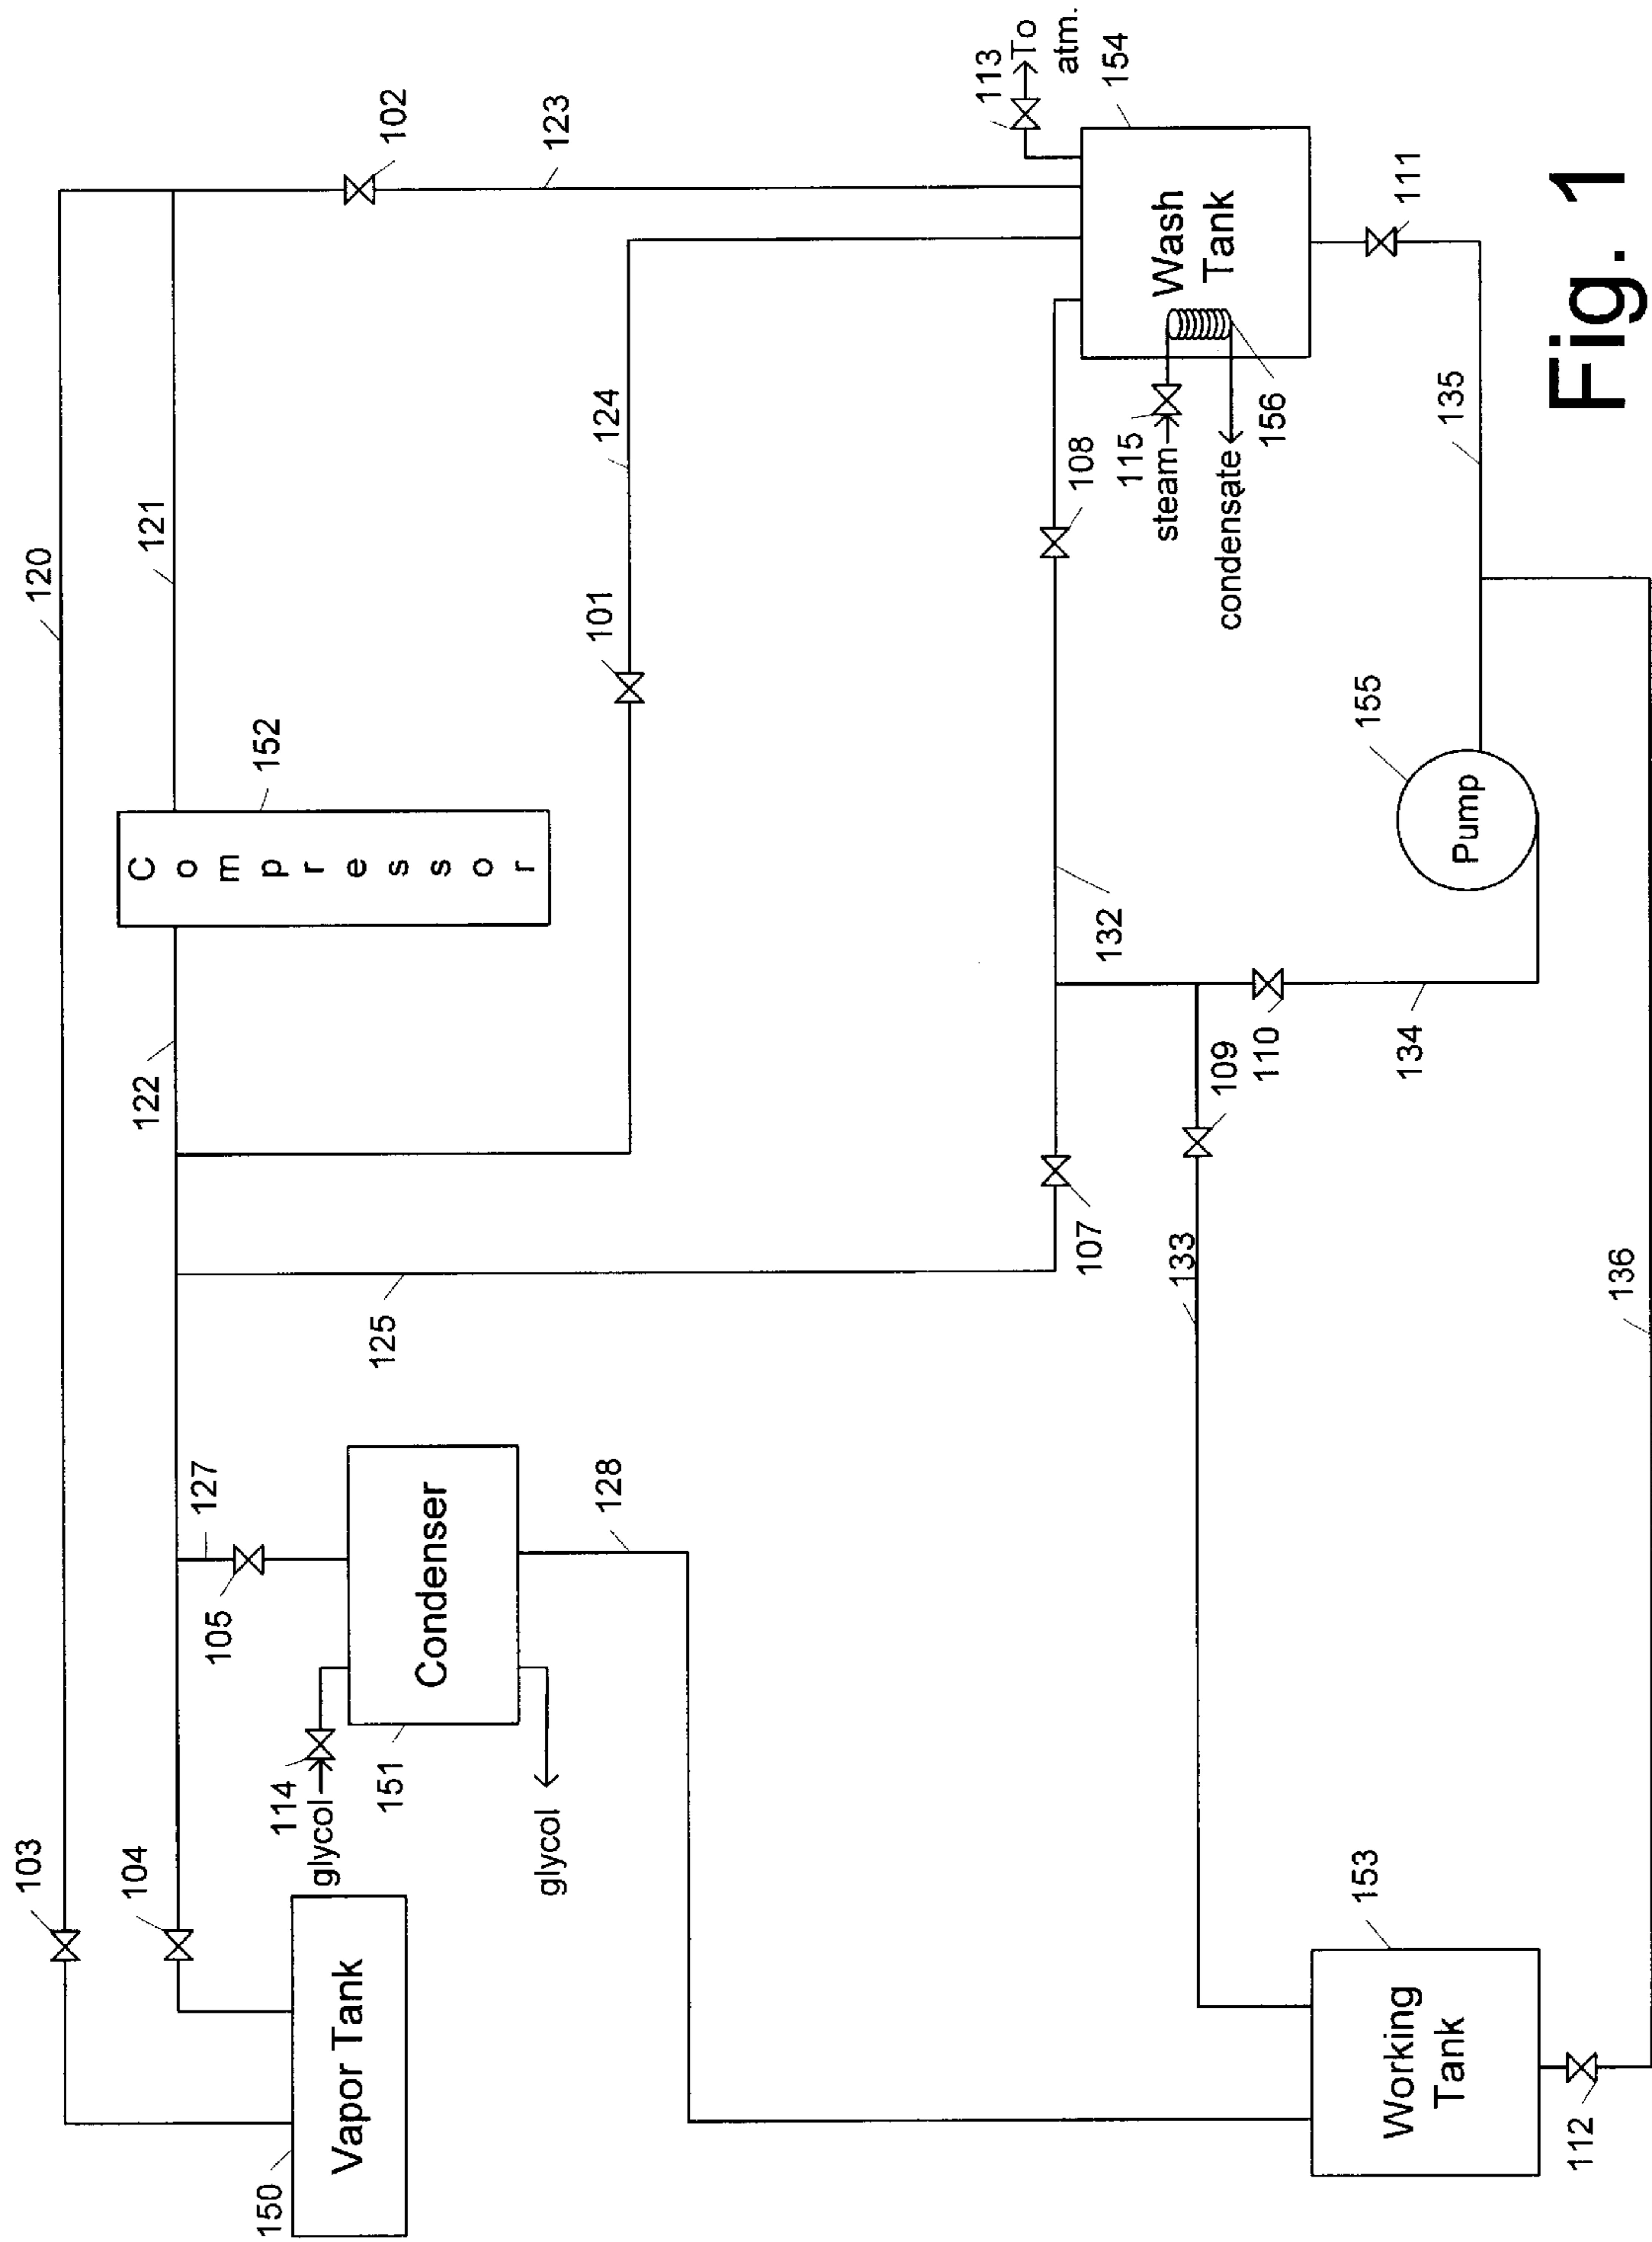 120
102
121
123
152
Compressor
122
101
124
113
To
atm.
154
Wash
Tank
111
115
steam
condensate
156
108
132
135
125
107
109
110
134
155
Pump
136
133
103
104
127
105
114
glycol
glycol
Condenser
151
128
Vapor Tank
150
153
Working
Tank
112
Fig. 1